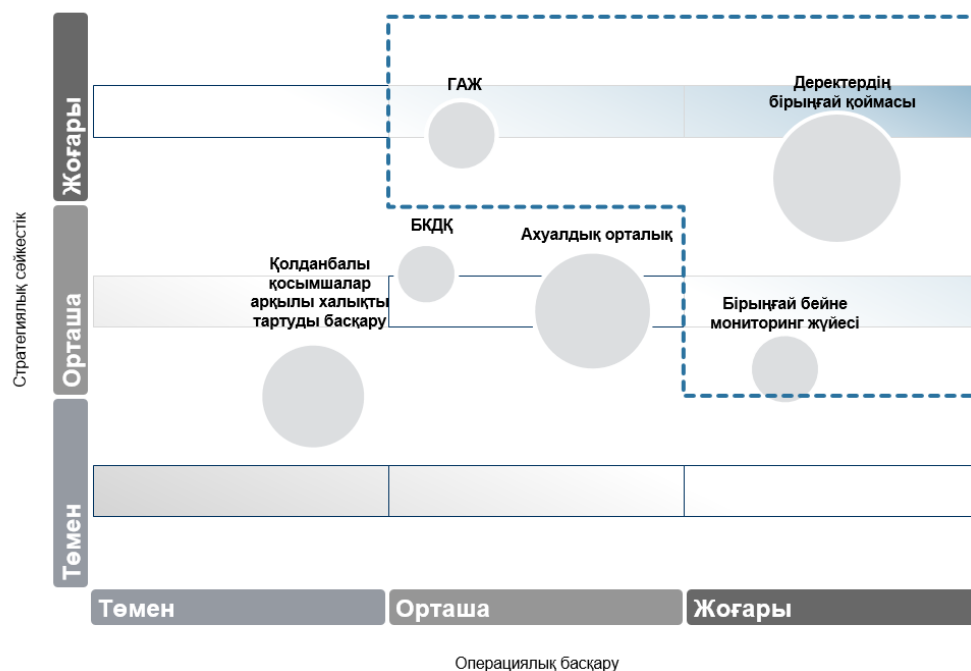 Стратегиялық сәйкестік
Жоғары
Орташа
Төмен
ГАЖ
Деректердің
бірыңғай қоймасы
БКДҚ
Ахуалдық орталық
Қолданбалы
қосымшалар
арқылы халықты
тартуды басқару
Бірыңғай бейне
мониторинг жүйесі
Төмен
Орташа
Жоғары
Операциялық басқару